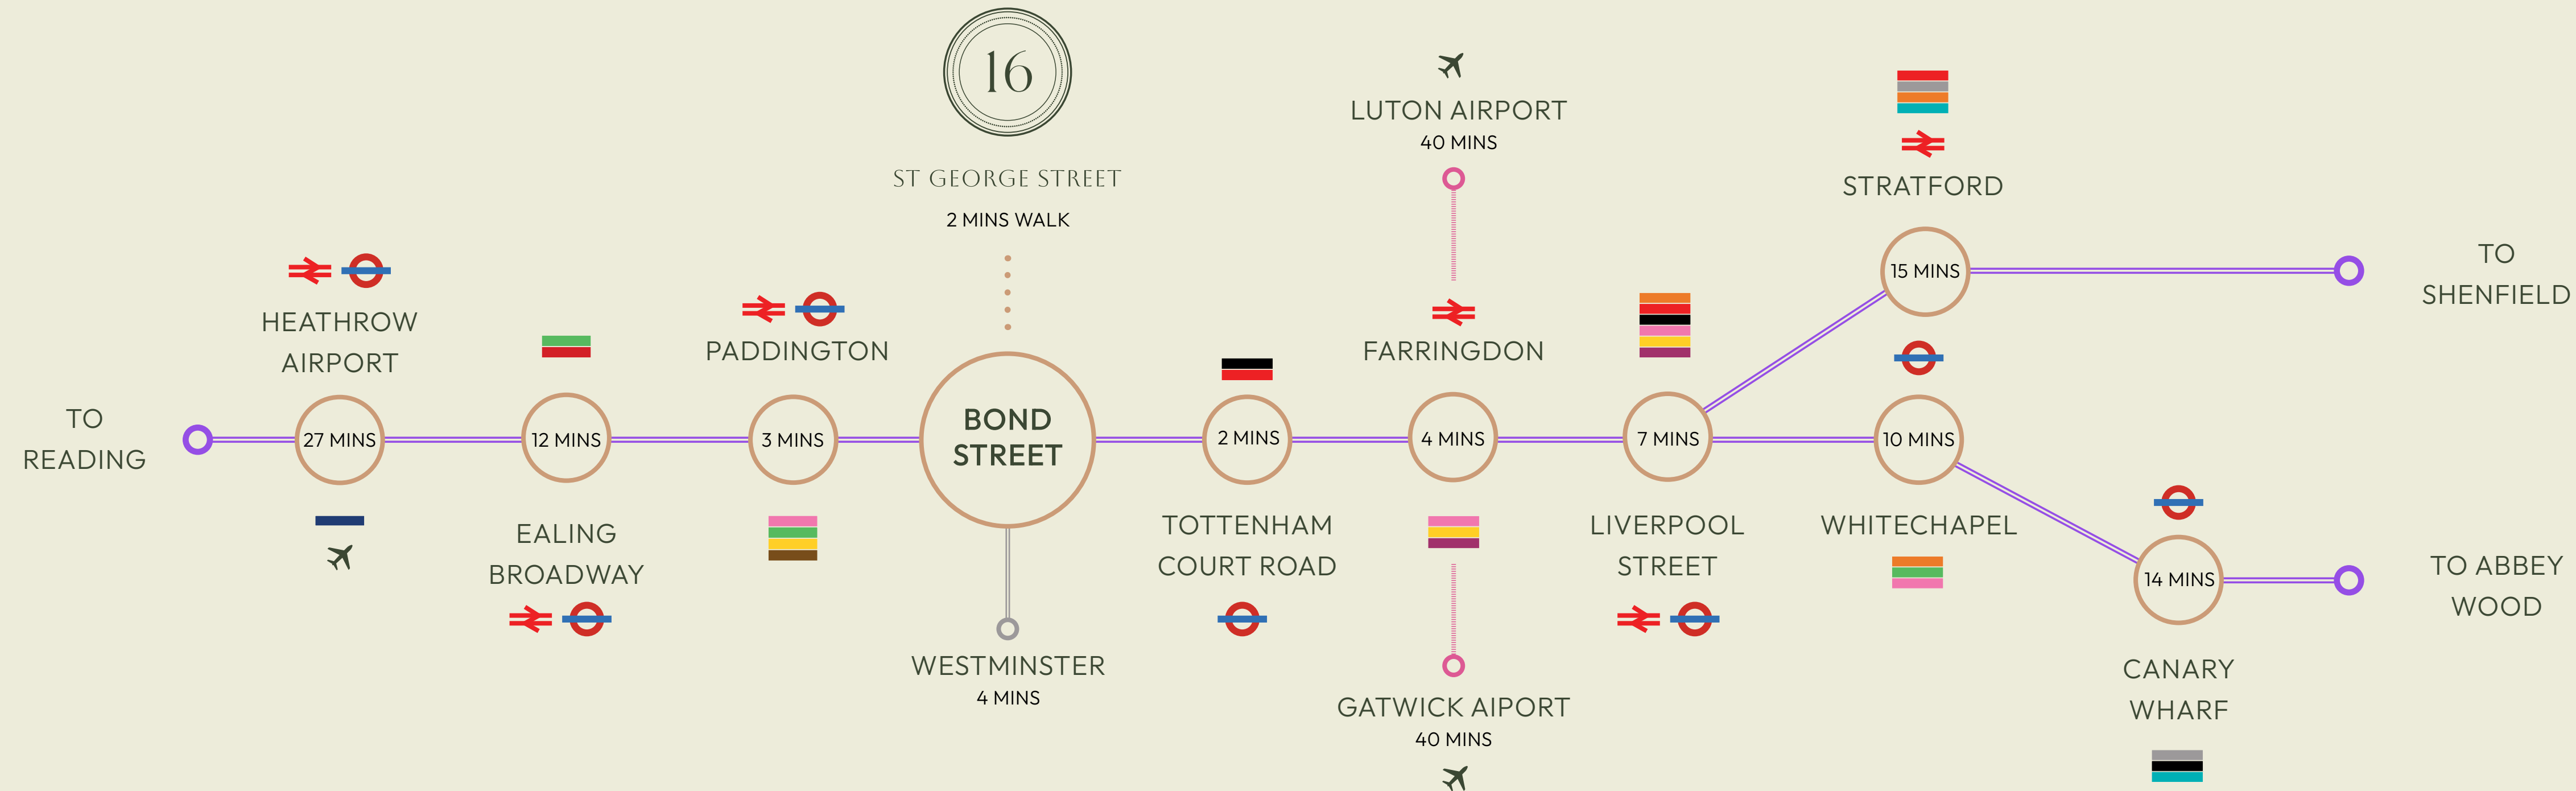 16
ST GEORGE STREET
2 MINS WALK
LUTON AIRPORT
40 MINS
STRATFORD
15 MINS
TO
SHENFIELD
HEATHROW
AIRPORT
PADDINGTON
FARRINGDON
TO
READING
27 MINS
12 MINS
3 MINS
BOND
STREET
2 MINS
4 MINS
7 MINS
10 MINS
EALING
BROADWAY
TOTTENHAM
COURT ROAD
LIVERPOOL
STREET
WHITECHAPEL
14 MINS
TO ABBEY
WOOD
WESTMINSTER
4 MINS
GATWICK AIPORT
40 MINS
CANARY
WHARF